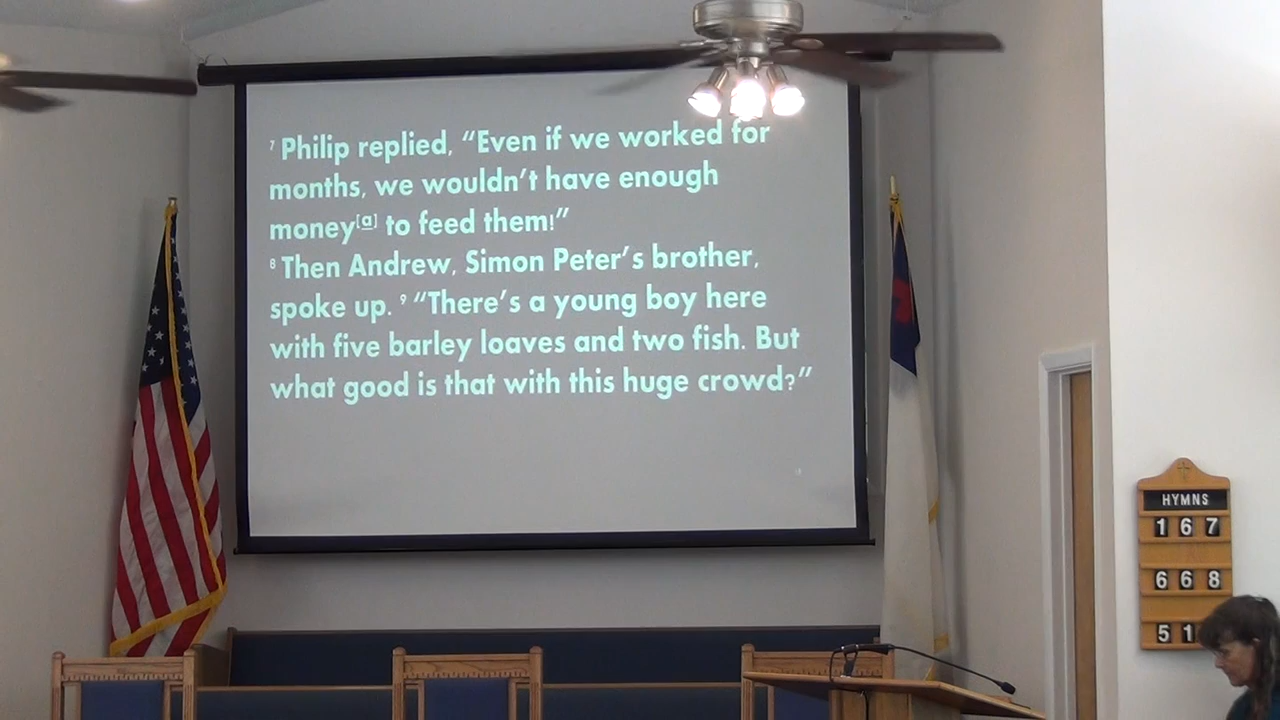 7 Philip replied, “Even if we worked for
months, we wouldn’t have enough
money[a] to feed them!”
8 Then Andrew, Simon Peter’s brother,
spoke up. 9 “There’s a young boy here
with five barley loaves and two fish. But
what good is that with this huge crowd?”
HYMNS
167
668
51